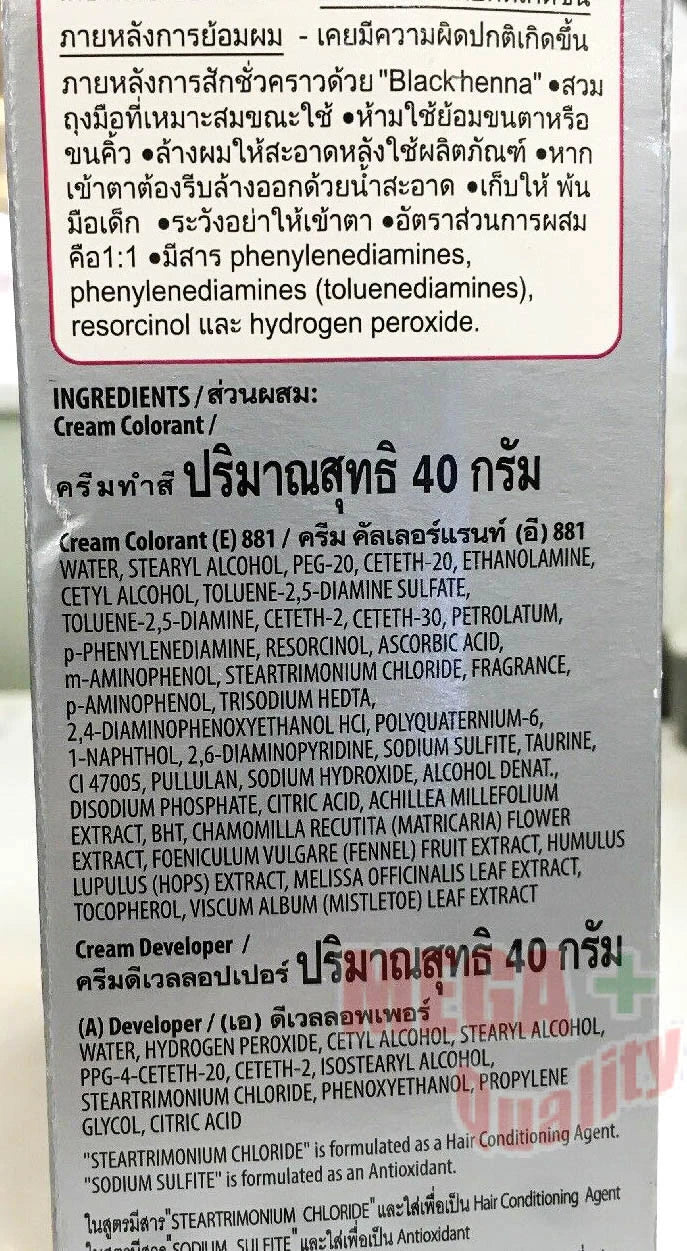 ภายหลังการย้อมผม - เคยมีความผิดปกติเกิดขึ้น
ภายหลังการสักชั่วคราวด้วย "Black henna" •สวม
ถุงมือที่เหมาะสมขณะใช้ •ห้ามใช้ย้อมขนตาหรือ
ขนคิ้ว •ล้างผมให้สะอาดหลังใช้ผลิตภัณฑ์ •หาก
เข้าตาต้องรีบล้างออกด้วยน้ำสะอาด •เก็บให้ พ้น
มือเด็ก •ระวังอย่าให้เข้าตา •อัตราส่วนการผสม
คือ1:1 •มีสาร phenylenediamines,
phenylenediamines (toluenediamines),
resorcinol และ hydrogen peroxide.
INGREDIENTS / ส่วนผสม:
Cream Colorant /
ครีมทำสี ปริมาณสุทธิ 40 กรัม
Cream Colorant (E) 881 / ครีม คัลเลอร์แรนท์ (อี) 881
WATER, STEARYL ALCOHOL, PEG-20, CETETH-20, ETHANOLAMINE,
CETYL ALCOHOL, TOLUENE-2,5-DIAMINE SULFATE,
TOLUENE-2,5-DIAMINE, CETETH-2, CETETH-30, PETROLATUM,
p-PHENYLENEDIAMINE, RESORCINOL, ASCORBIC ACID,
m-AMINOPHENOL, STEARTRIMONIUM CHLORIDE, FRAGRANCE,
p-AMINOPHENOL, TRISODIUM HEDTA,
2,4-DIAMINOPHENOXYETHANOL HCl, POLYQUATERNIUM-6,
1-NAPHTHOL, 2,6-DIAMINOPYRIDINE, SODIUM SULFITE, TAURINE,
CI 47005, PULLULAN, SODIUM HYDROXIDE, ALCOHOL DENAT.,
DISODIUM PHOSPHATE, CITRIC ACID, ACHILLEA MILLEFOLIUM
EXTRACT, BHT, CHAMOMILLA RECUTITA (MATRICARIA) FLOWER
EXTRACT, FOENICULUM VULGARE (FENNEL) FRUIT EXTRACT, HUMULUS
LUPULUS (HOPS) EXTRACT, MELISSA OFFICINALIS LEAF EXTRACT,
TOCOPHEROL, VISCUM ALBUM (MISTLETOE) LEAF EXTRACT
Cream Developer /
ครีมดีเวลลอปเปอร์ ปริมาณสุทธิ 40 กรัม
MEGA +
Quality
(A) Developer / (เอ) ดีเวลลอพเพอร์
WATER, HYDROGEN PEROXIDE, CETYL ALCOHOL, STEARYL ALCOHOL,
PPG-4-CETETH-20, CETETH-2, ISOSTEARYL ALCOHOL,
STEARTRIMONIUM CHLORIDE, PHENOXYETHANOL, PROPYLENE
GLYCOL, CITRIC ACID
"STEARTRIMONIUM CHLORIDE" is formulated as a Hair Conditioning Agent.
"SODIUM SULFITE" is formulated as an Antioxidant.
ในสูตรมีสาร"STEARTRIMONIUM CHLORIDE"และใส่เพื่อเป็น Hair Conditioning Agent
ในสูตรมีสาร"SODIUM SULFITE"และใส่เพื่อเป็น Antioxidant